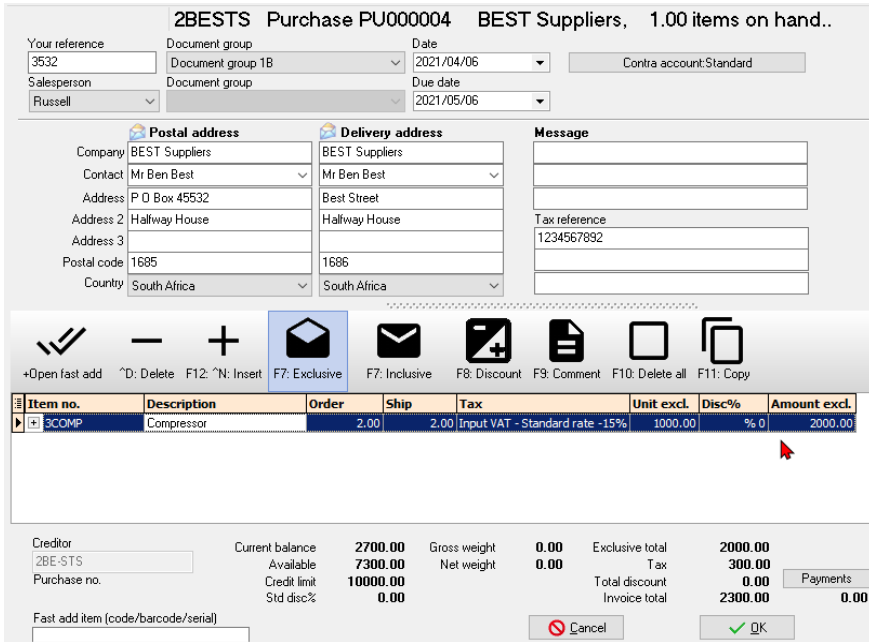 2BESTS Purchase PU000004 BEST Suppliers, 1.00 items on hand..
Your reference Document group Date
3532 Document group 1B 2021/04/06 Contra account:Standard
Salesperson Document group Due date
Russell 2021/05/06
Postal address Delivery address Message
Company BEST Suppliers BEST Suppliers
Contact Mr Ben Best Mr Ben Best
Address P O Box 45532 Best Street
Address 2 Halfway House Halfway House Tax reference
Address 3 1234567892
Postal code 1685 1686
Country South Africa South Africa
+Open fast add ^D: Delete F12: ^N: Insert F7: Exclusive F7: Inclusive F8: Discount F9: Comment F10: Delete all F11: Copy
Item no. Description Order Ship Tax Unit excl. Disc% Amount excl.
3COMP Compressor 2.00 2.00 Input VAT - Standard rate -15% 1000.00 % 0 2000.00
Creditor Current balance 2700.00 Gross weight 0.00 Exclusive total 2000.00
2BE-STS Available 7300.00 Net weight 0.00 Tax 300.00
Purchase no. Credit limit 10000.00 Total discount 0.00 Payments
Std disc% 0.00 Invoice total 2300.00 0.00
Fast add item (code/barcode/serial) Cancel OK